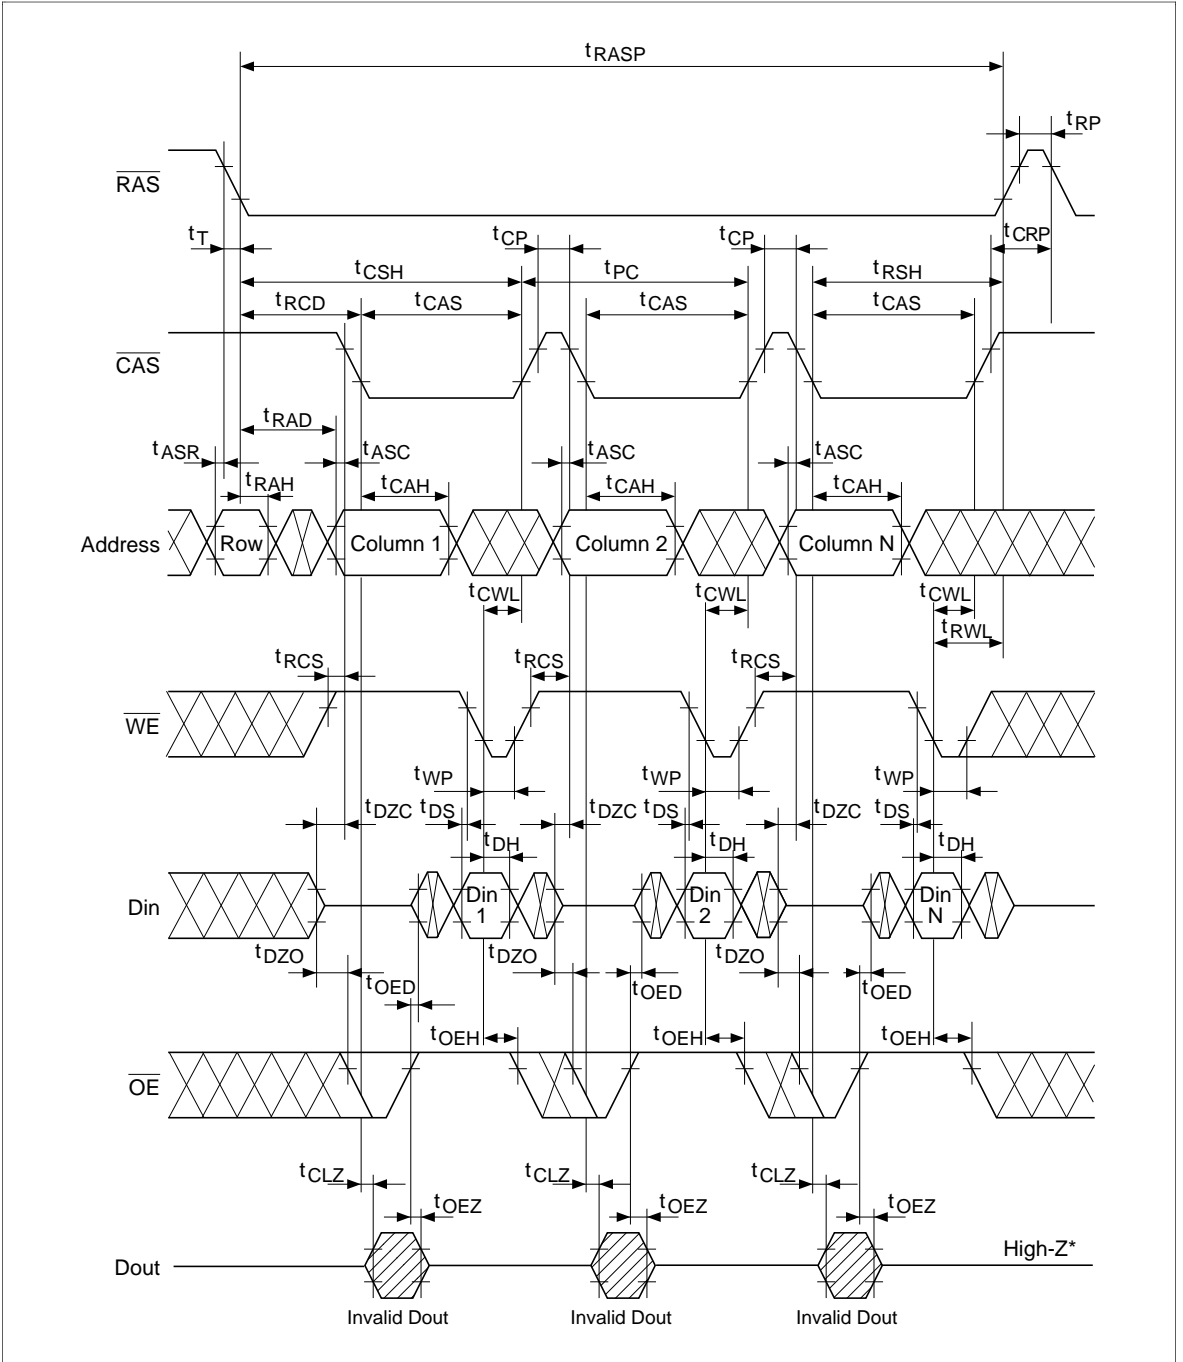 tRASP
tRP
RAS
tT tCP tCP tCRP
tCSH tPC tRSH
tRCD tCAS tCAS tCAS
CAS
tRAD
tASR tASC tASC tASC
tRAH tCAH tCAH tCAH
Address Row Column 1 Column 2 Column N
tCWL tCWL tCWL
tRWL
tRCS tRCS tRCS
WE
tWP tWP tWP
tDZC tDS tDZC tDS tDZC tDS
tDH tDH tDH
Din Din 1 Din 2 Din N
tDZO tDZO tDZO
tOED tOED tOED
tOEH tOEH tOEH
OE
tCLZ tCLZ tCLZ
tOEZ tOEZ tOEZ
High-Z*
Dout
Invalid Dout Invalid Dout Invalid Dout